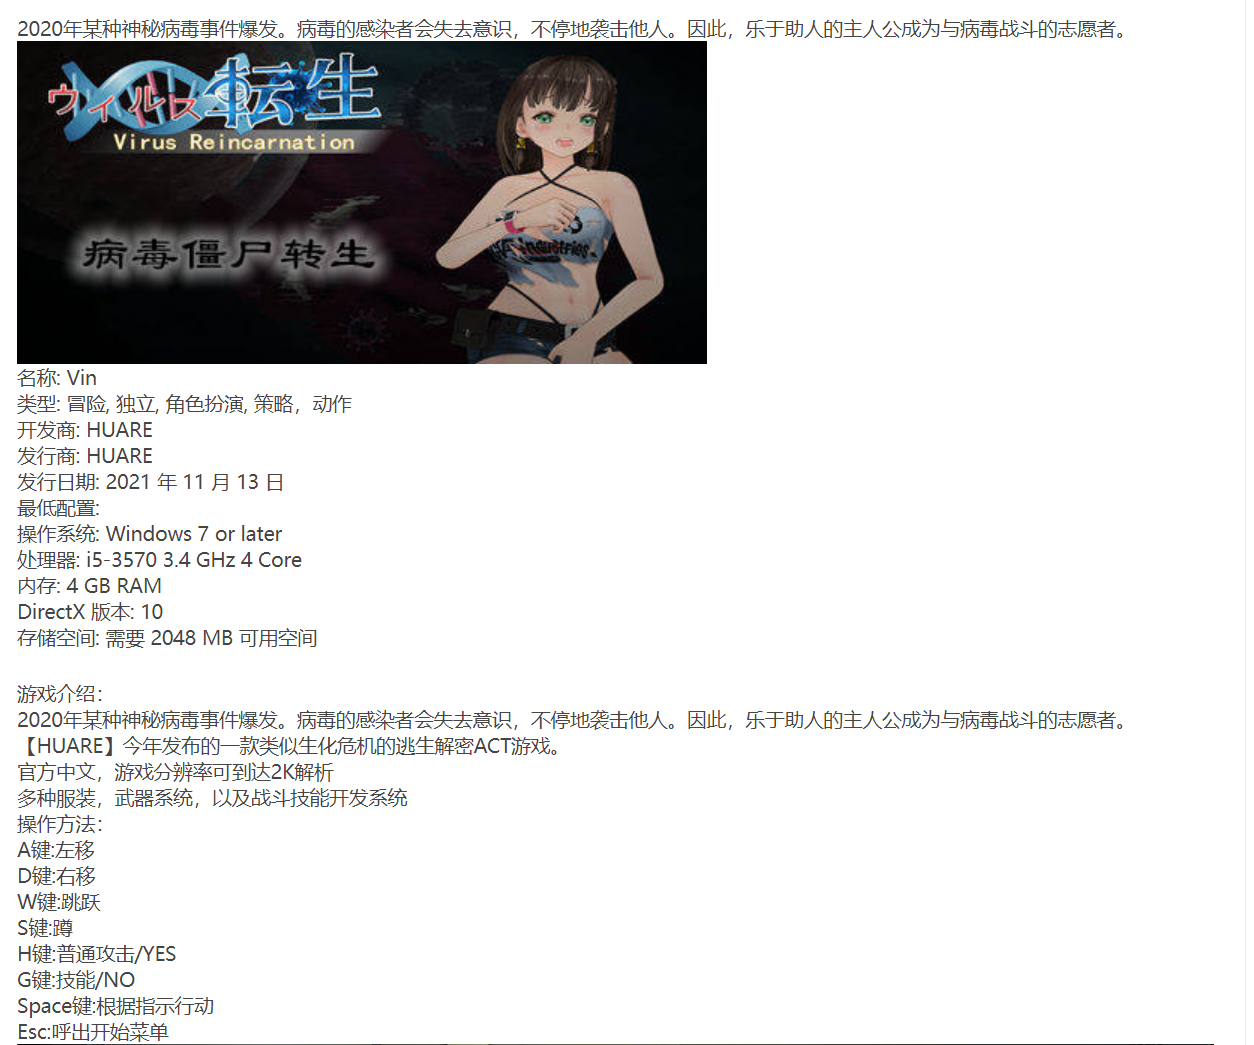 2020年某种神秘病毒事件爆发。病毒的感染者会失去意识，不停地袭击他人。因此，乐于助人的主人公成为与病毒战斗的志愿者。
ウイルス転生
Virus Reincarnation
病毒僵尸转生
industries
名称: Vin
类型: 冒险, 独立, 角色扮演, 策略，动作
开发商: HUARE
发行商: HUARE
发行日期: 2021 年 11 月 13 日
最低配置:
操作系统: Windows 7 or later
处理器: i5-3570 3.4 GHz 4 Core
内存: 4 GB RAM
DirectX 版本: 10
存储空间: 需要 2048 MB 可用空间
游戏介绍：
2020年某种神秘病毒事件爆发。病毒的感染者会失去意识，不停地袭击他人。因此，乐于助人的主人公成为与病毒战斗的志愿者。
【HUARE】今年发布的一款类似生化危机的逃生解密ACT游戏。
官方中文，游戏分辨率可到达2K解析
多种服装，武器系统，以及战斗技能开发系统
操作方法：
A键:左移
D键:右移
W键:跳跃
S键:蹲
H键:普通攻击/YES
G键:技能/NO
Space键:根据指示行动
Esc:呼出开始菜单